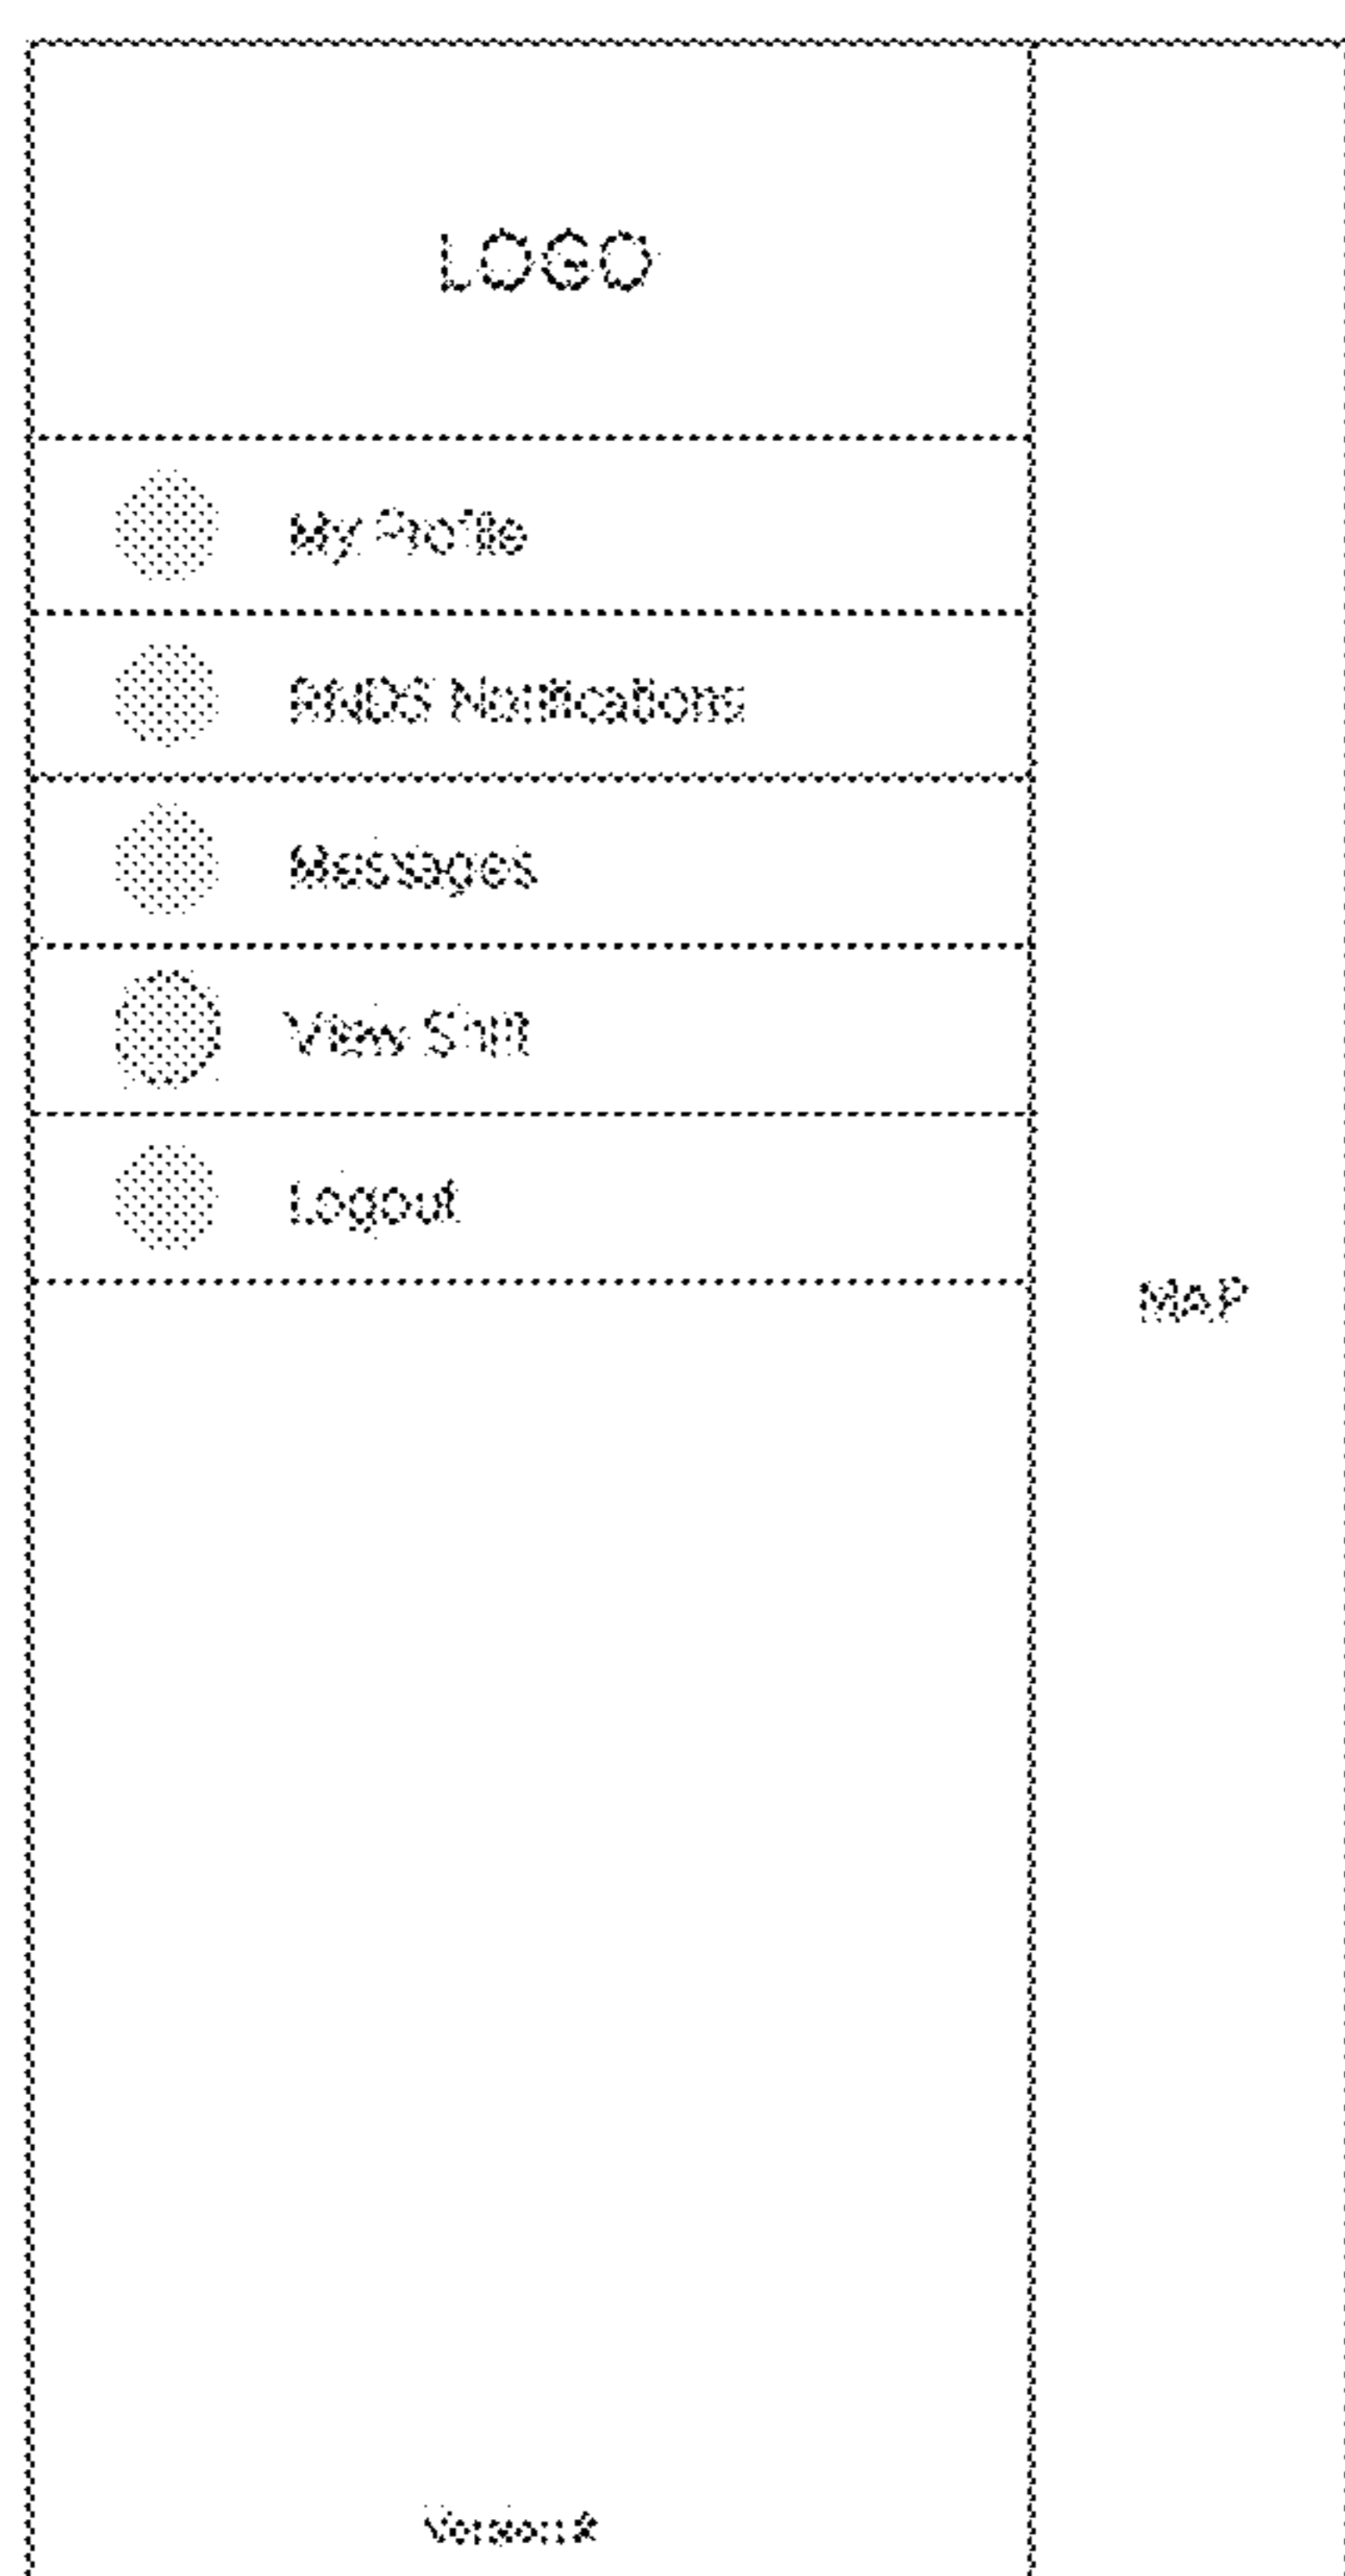 LOGO
My Profile
RNDS Notifications
Messages
View Shift
Logout
MAP
Version #